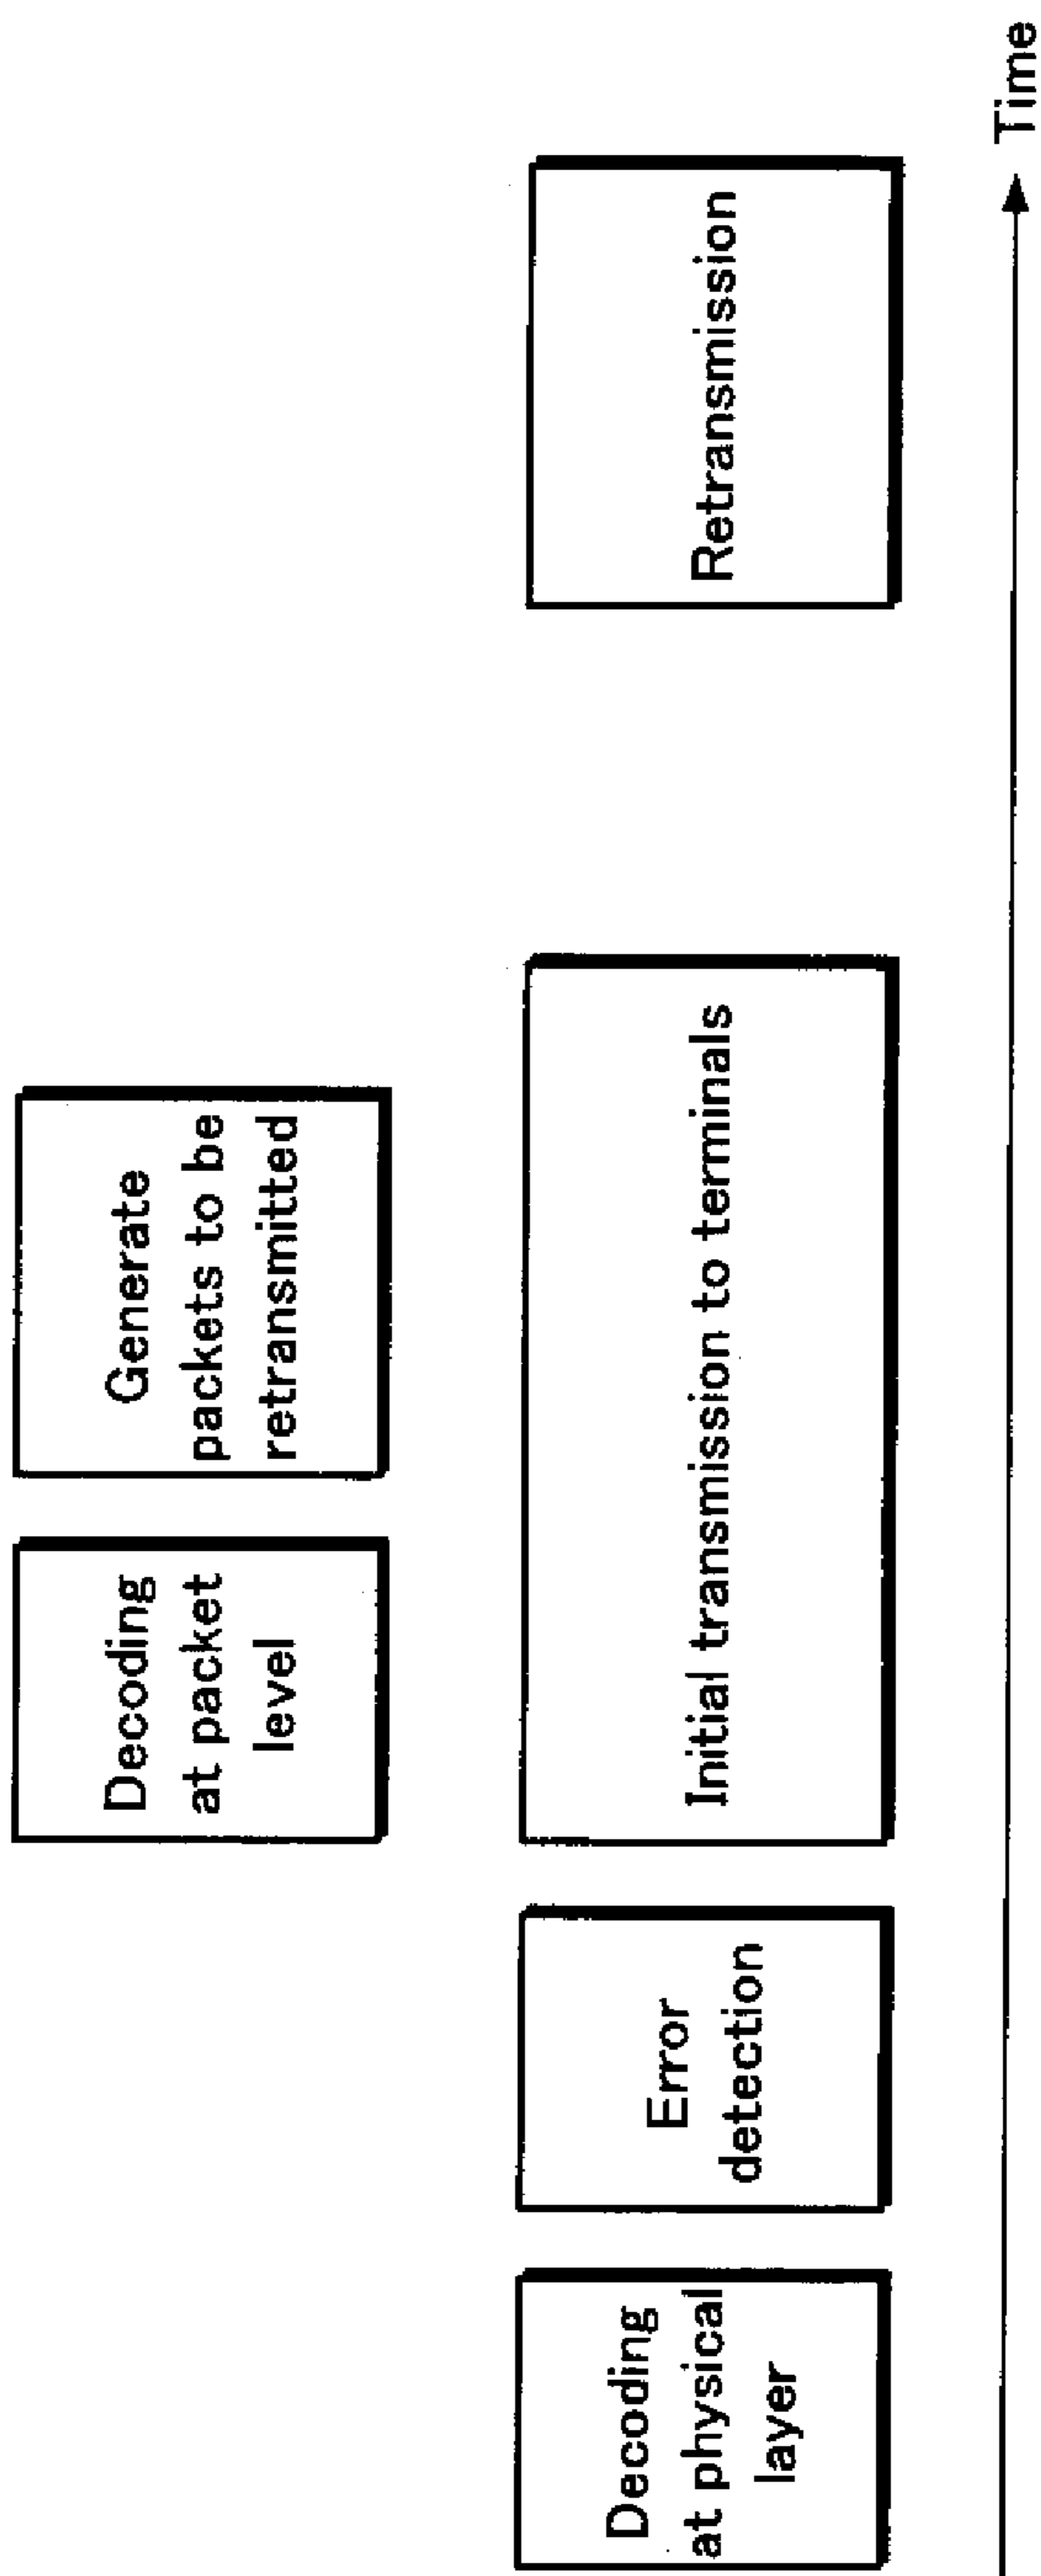 Decoding
at packet
level
Generate
packets to be
retransmitted
Decoding
at physical
layer
Error
detection
Initial transmission to terminals
Retransmission
Time